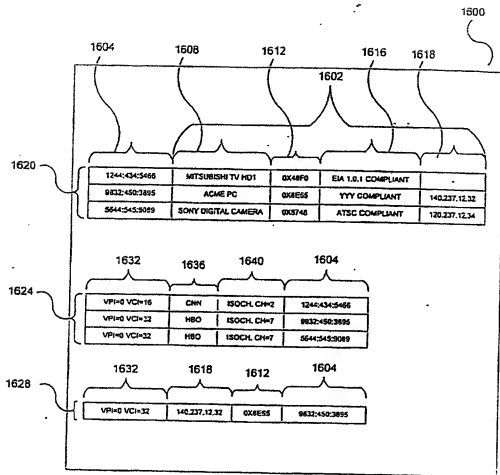 1600
1604 1608 1612 1616 1618
1602
1620
1244:434:5466 MITSUBISHI TV HD1 0X48F0 EIA 1.0.1 COMPLIANT
9832:450:3895 ACME PC 0X8E55 YYY COMPLIANT 140.237.12.32
5644:545:9089 SONY DIGITAL CAMERA 0X3748 ATSC COMPLIANT 120.237.12.34
1632 1636 1640 1604
1624
VPI=0 VCI=16 CNN ISOCH. CH=2 1244:434:5466
VPI=0 VCI=32 HBO ISOCH. CH=7 9832:450:3895
VPI=0 VCI=32 HBO ISOCH. CH=7 5644:545:9089
1632 1618 1612 1604
1628
VPI=0 VCI=32 140.237.12.32 0X8E55 9832:450:3895